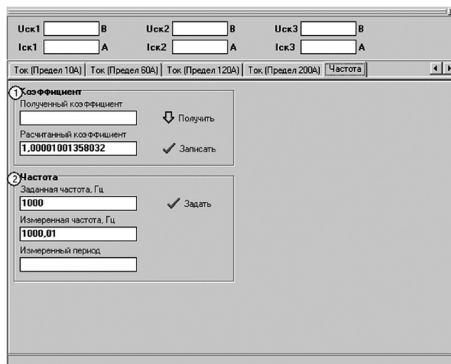 Uск1 В Uск2 В Uск3 В
Iск1 А Iск2 А Iск3 А
Ток (Предел 10А) Ток (Предел 60А) Ток (Предел 120А) Ток (Предел 200А) Частота
1 Коэффициент
Полученный коэффициент
Получить
Расчитанный коэффициент
1,00001001358032 Записать
2 Частота
Заданная частота, Гц
1000 Задать
Измеренная частота, Гц
1000,01
Измеренный период